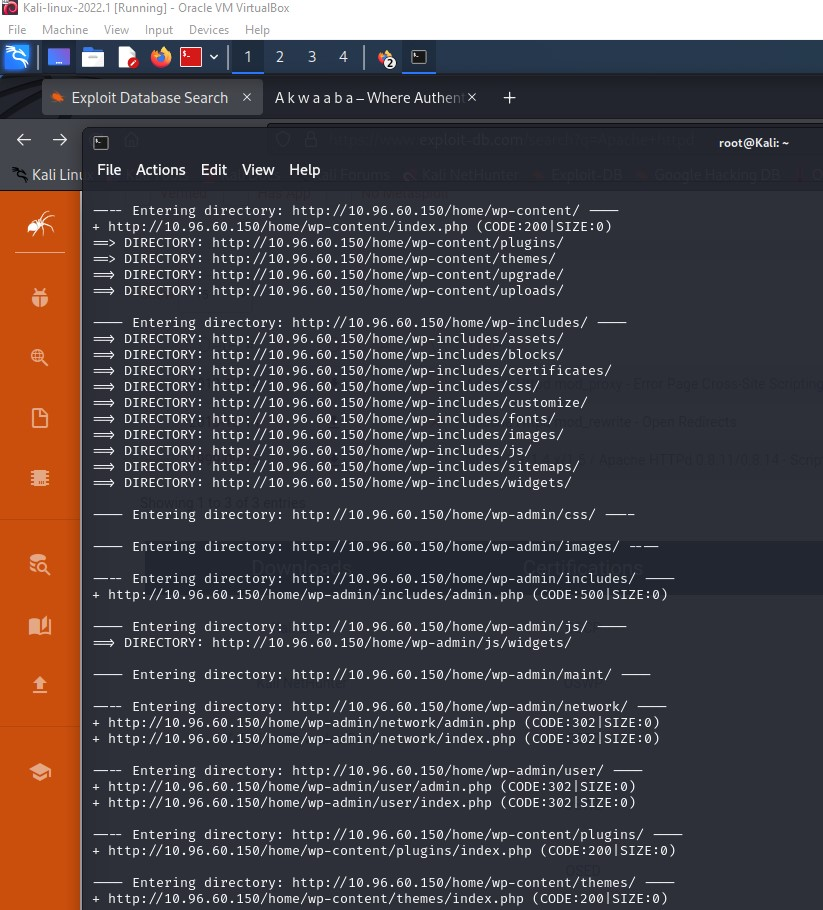 Kali-linux-2022.1 [Running] - Oracle VM VirtualBox
File Machine View Input Devices Help
1 2 3 4 2
Exploit Database Search × A k w a a b a – Where Authent × +
root@Kali: ~
Kali Linu
File Actions Edit View Help
Kali Forums Kali NetHunter Exploit-DB Google Hacking DB
---- Entering directory: http://10.96.60.150/home/wp-content/ ----
+ http://10.96.60.150/home/wp-content/index.php (CODE:200|SIZE:0)
==> DIRECTORY: http://10.96.60.150/home/wp-content/plugins/
==> DIRECTORY: http://10.96.60.150/home/wp-content/themes/
==> DIRECTORY: http://10.96.60.150/home/wp-content/upgrade/
==> DIRECTORY: http://10.96.60.150/home/wp-content/uploads/
---- Entering directory: http://10.96.60.150/home/wp-includes/ ----
==> DIRECTORY: http://10.96.60.150/home/wp-includes/assets/
==> DIRECTORY: http://10.96.60.150/home/wp-includes/blocks/
==> DIRECTORY: http://10.96.60.150/home/wp-includes/certificates/
==> DIRECTORY: http://10.96.60.150/home/wp-includes/css/
==> DIRECTORY: http://10.96.60.150/home/wp-includes/customize/
==> DIRECTORY: http://10.96.60.150/home/wp-includes/fonts/
==> DIRECTORY: http://10.96.60.150/home/wp-includes/images/
==> DIRECTORY: http://10.96.60.150/home/wp-includes/js/
==> DIRECTORY: http://10.96.60.150/home/wp-includes/sitemaps/
==> DIRECTORY: http://10.96.60.150/home/wp-includes/widgets/
Showing 1 to 3 of 3 entries
---- Entering directory: http://10.96.60.150/home/wp-admin/css/ ----
---- Entering directory: http://10.96.60.150/home/wp-admin/images/ ----
Downloads Certifications
---- Entering directory: http://10.96.60.150/home/wp-admin/includes/ ----
+ http://10.96.60.150/home/wp-admin/includes/admin.php (CODE:500|SIZE:0)
---- Entering directory: http://10.96.60.150/home/wp-admin/js/ ----
==> DIRECTORY: http://10.96.60.150/home/wp-admin/js/widgets/
---- Entering directory: http://10.96.60.150/home/wp-admin/maint/ ----
---- Entering directory: http://10.96.60.150/home/wp-admin/network/ ----
+ http://10.96.60.150/home/wp-admin/network/admin.php (CODE:302|SIZE:0)
+ http://10.96.60.150/home/wp-admin/network/index.php (CODE:302|SIZE:0)
---- Entering directory: http://10.96.60.150/home/wp-admin/user/ ----
+ http://10.96.60.150/home/wp-admin/user/admin.php (CODE:302|SIZE:0)
+ http://10.96.60.150/home/wp-admin/user/index.php (CODE:302|SIZE:0)
---- Entering directory: http://10.96.60.150/home/wp-content/plugins/ ----
+ http://10.96.60.150/home/wp-content/plugins/index.php (CODE:200|SIZE:0)
---- Entering directory: http://10.96.60.150/home/wp-content/themes/ ----
+ http://10.96.60.150/home/wp-content/themes/index.php (CODE:200|SIZE:0)